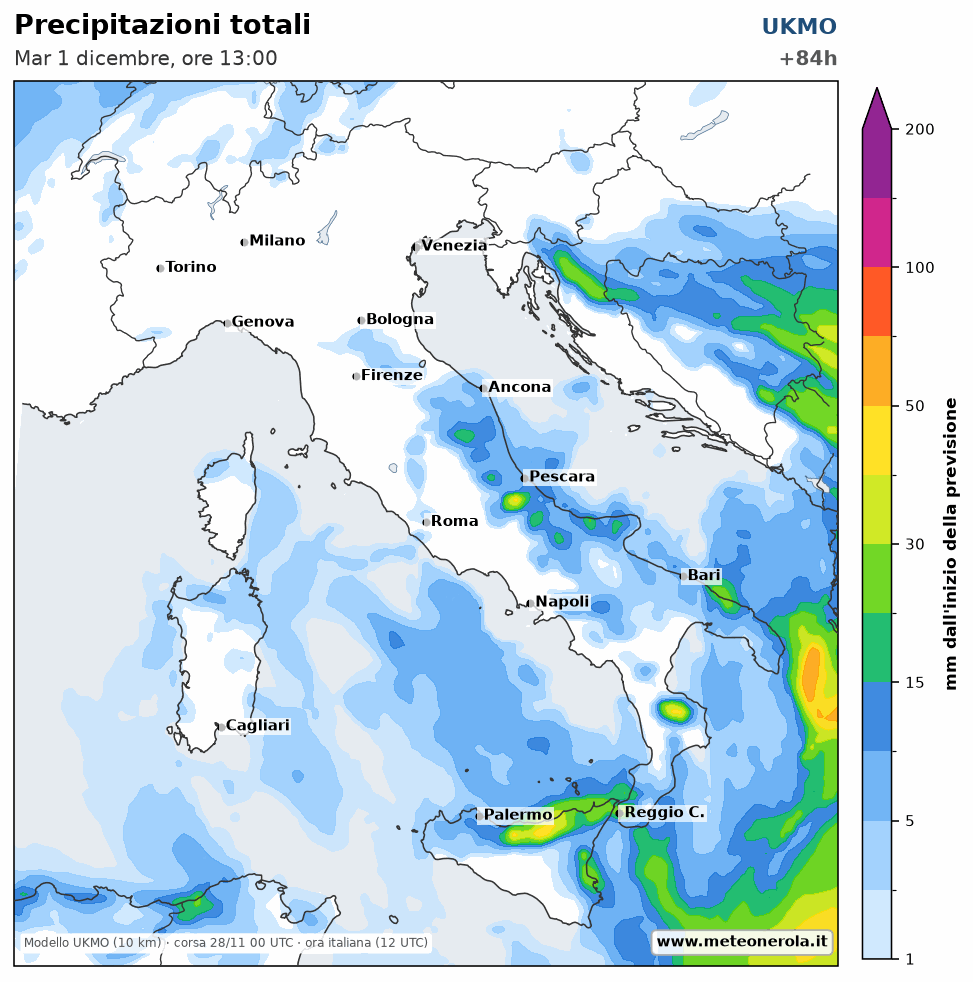 Precipitazioni totali
UKMO
Mar 1 dicembre, ore 13:00
+84h
200
100
50
30
15
5
1
mm dall'inizio della previsione
Milano
Venezia
Torino
Genova
Bologna
Firenze
Ancona
Pescara
Roma
Bari
Napoli
Cagliari
Palermo
Reggio C.
Modello UKMO (10 km) · corsa 28/11 00 UTC · ora italiana (12 UTC)
www.meteonerola.it